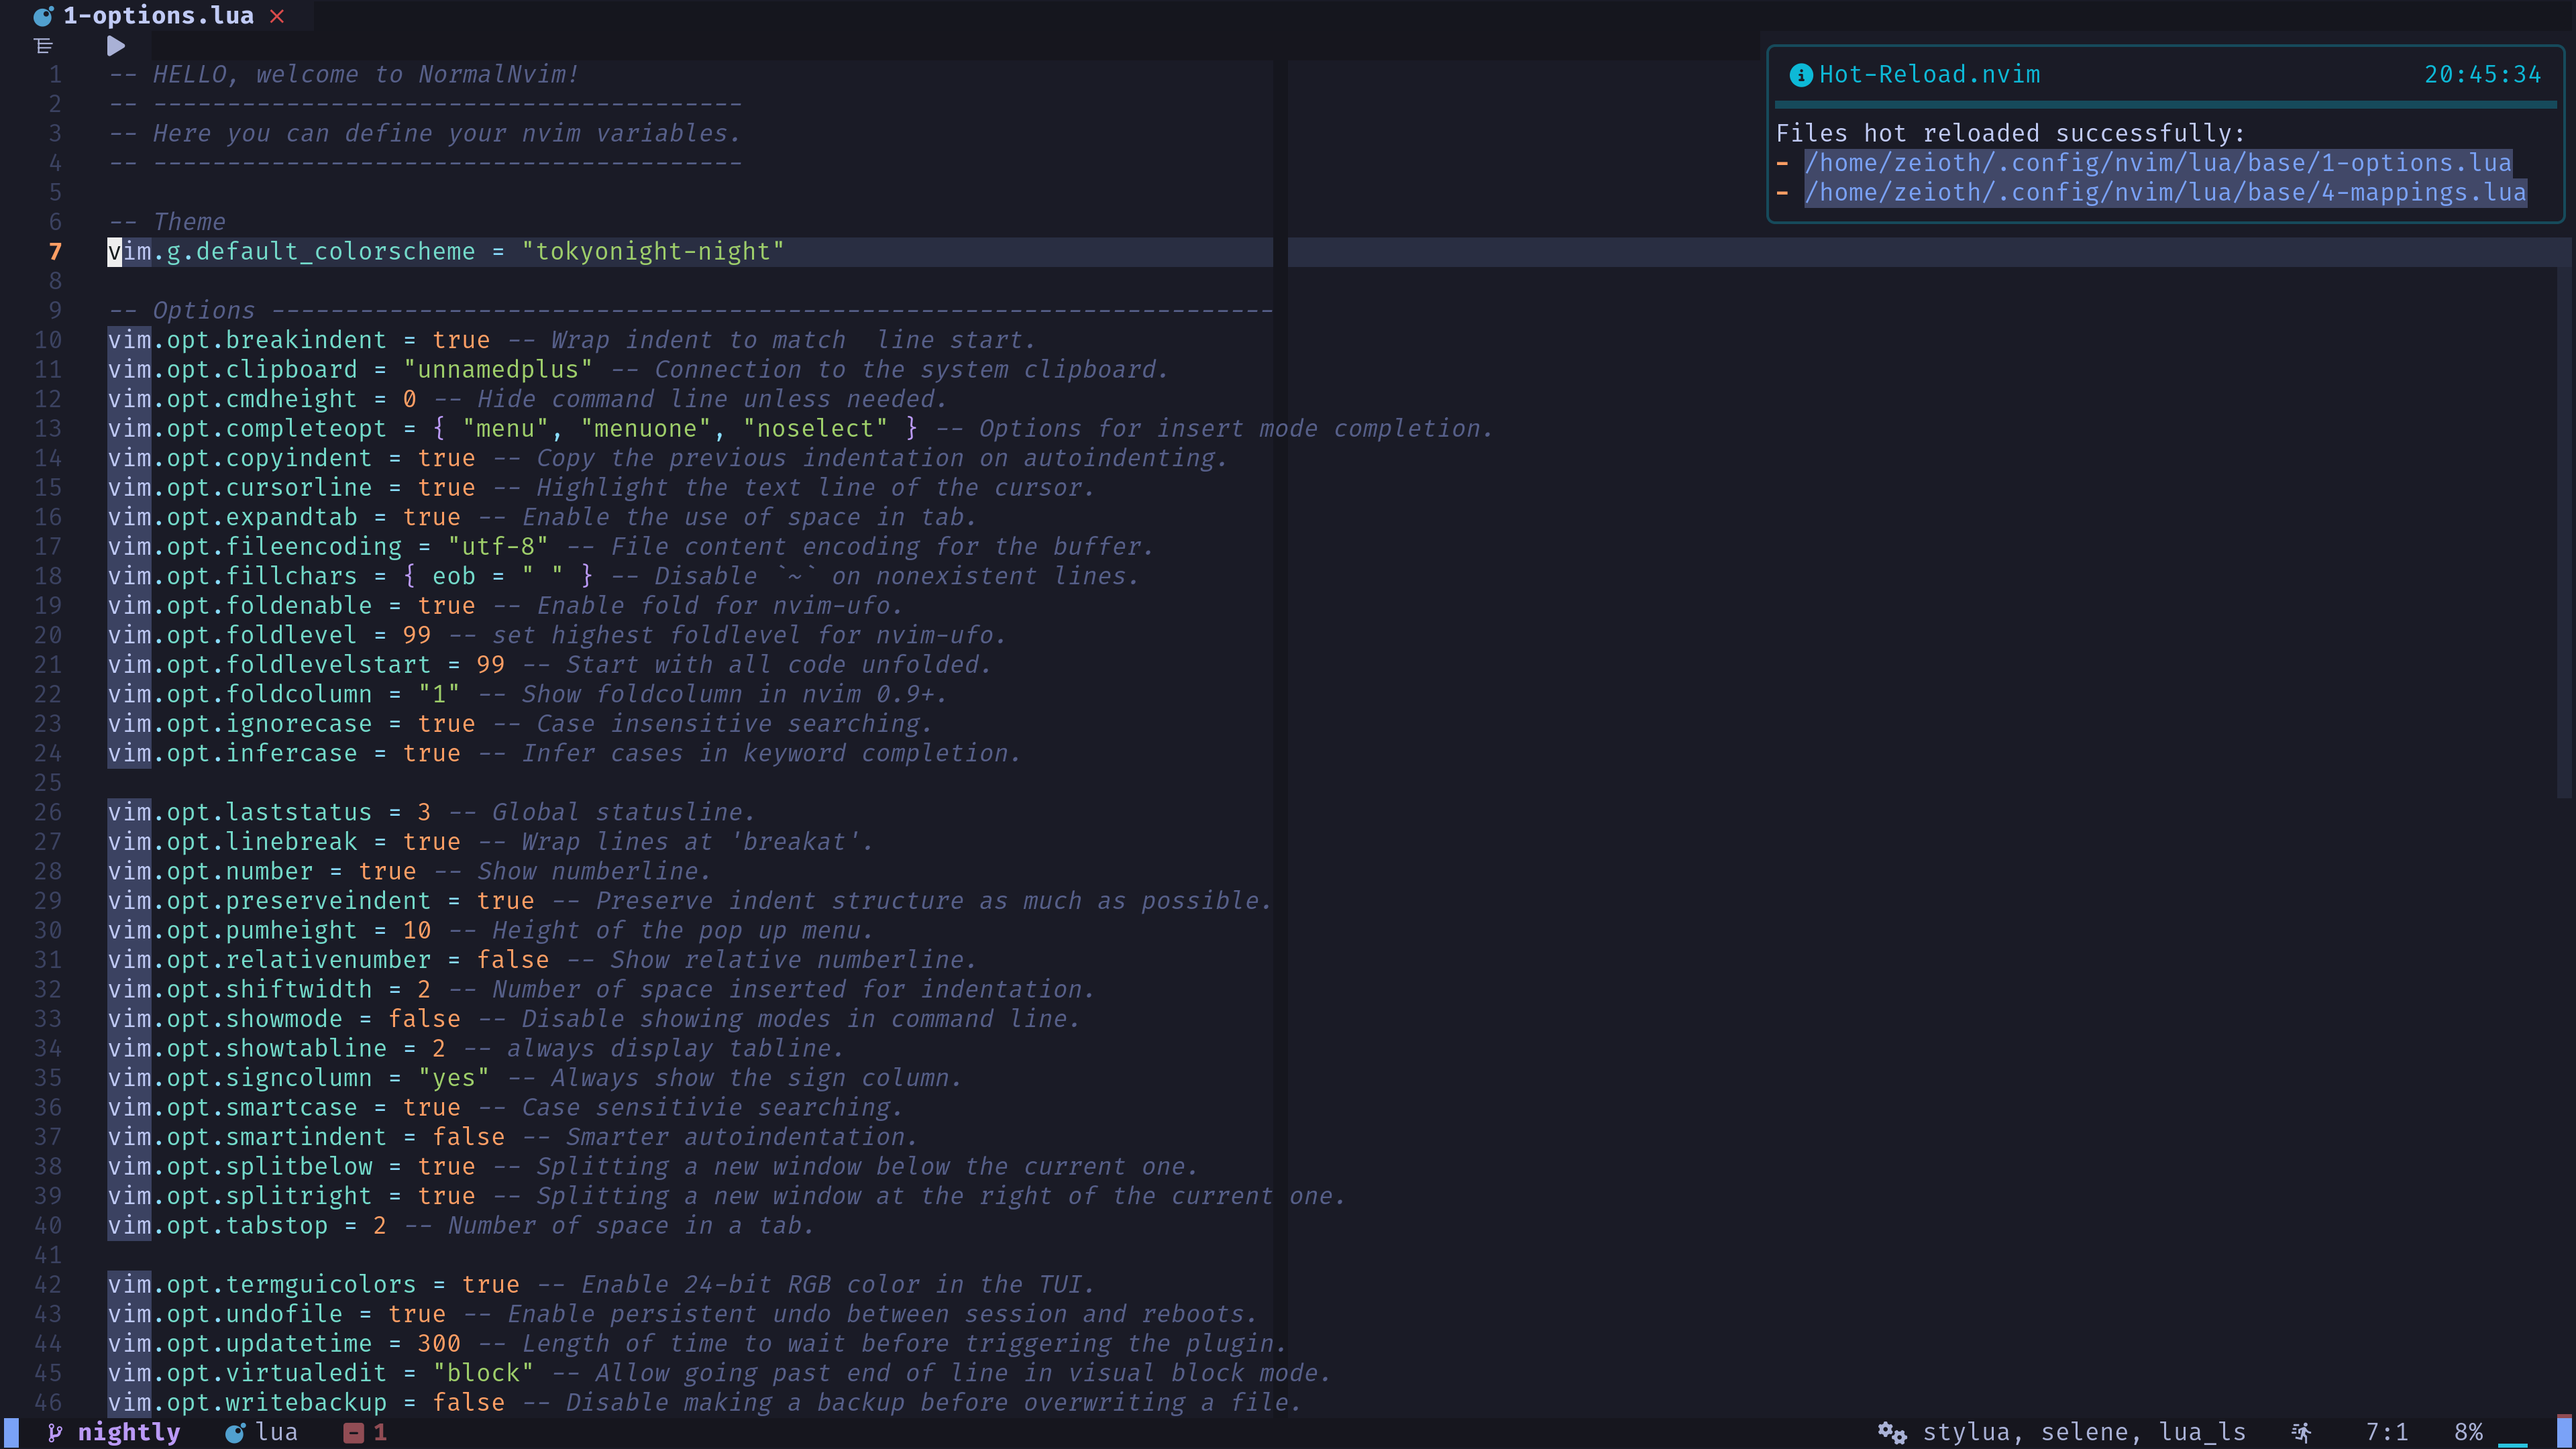 1-options.lua
Hot-Reload.nvim 20:45:34
Files hot reloaded successfully:
- /home/zeioth/.config/nvim/lua/base/1-options.lua
- /home/zeioth/.config/nvim/lua/base/4-mappings.lua
1 -- HELLO, welcome to NormalNvim!
2 -- ----------------------------------------
3 -- Here you can define your nvim variables.
4 -- ----------------------------------------
5
6 -- Theme
7 vim.g.default_colorscheme = "tokyonight-night"
8
9 -- Options --------------------------------------------------------------------
10 vim.opt.breakindent = true -- Wrap indent to match  line start.
11 vim.opt.clipboard = "unnamedplus" -- Connection to the system clipboard.
12 vim.opt.cmdheight = 0 -- Hide command line unless needed.
13 vim.opt.completeopt = { "menu", "menuone", "noselect" } -- Options for insert mode completion.
14 vim.opt.copyindent = true -- Copy the previous indentation on autoindenting.
15 vim.opt.cursorline = true -- Highlight the text line of the cursor.
16 vim.opt.expandtab = true -- Enable the use of space in tab.
17 vim.opt.fileencoding = "utf-8" -- File content encoding for the buffer.
18 vim.opt.fillchars = { eob = " " } -- Disable `~` on nonexistent lines.
19 vim.opt.foldenable = true -- Enable fold for nvim-ufo.
20 vim.opt.foldlevel = 99 -- set highest foldlevel for nvim-ufo.
21 vim.opt.foldlevelstart = 99 -- Start with all code unfolded.
22 vim.opt.foldcolumn = "1" -- Show foldcolumn in nvim 0.9+.
23 vim.opt.ignorecase = true -- Case insensitive searching.
24 vim.opt.infercase = true -- Infer cases in keyword completion.
25
26 vim.opt.laststatus = 3 -- Global statusline.
27 vim.opt.linebreak = true -- Wrap lines at 'breakat'.
28 vim.opt.number = true -- Show numberline.
29 vim.opt.preserveindent = true -- Preserve indent structure as much as possible.
30 vim.opt.pumheight = 10 -- Height of the pop up menu.
31 vim.opt.relativenumber = false -- Show relative numberline.
32 vim.opt.shiftwidth = 2 -- Number of space inserted for indentation.
33 vim.opt.showmode = false -- Disable showing modes in command line.
34 vim.opt.showtabline = 2 -- always display tabline.
35 vim.opt.signcolumn = "yes" -- Always show the sign column.
36 vim.opt.smartcase = true -- Case sensitivie searching.
37 vim.opt.smartindent = false -- Smarter autoindentation.
38 vim.opt.splitbelow = true -- Splitting a new window below the current one.
39 vim.opt.splitright = true -- Splitting a new window at the right of the current one.
40 vim.opt.tabstop = 2 -- Number of space in a tab.
41
42 vim.opt.termguicolors = true -- Enable 24-bit RGB color in the TUI.
43 vim.opt.undofile = true -- Enable persistent undo between session and reboots.
44 vim.opt.updatetime = 300 -- Length of time to wait before triggering the plugin.
45 vim.opt.virtualedit = "block" -- Allow going past end of line in visual block mode.
46 vim.opt.writebackup = false -- Disable making a backup before overwriting a file.
nightly lua 1 stylua, selene, lua_ls 7:1 8%